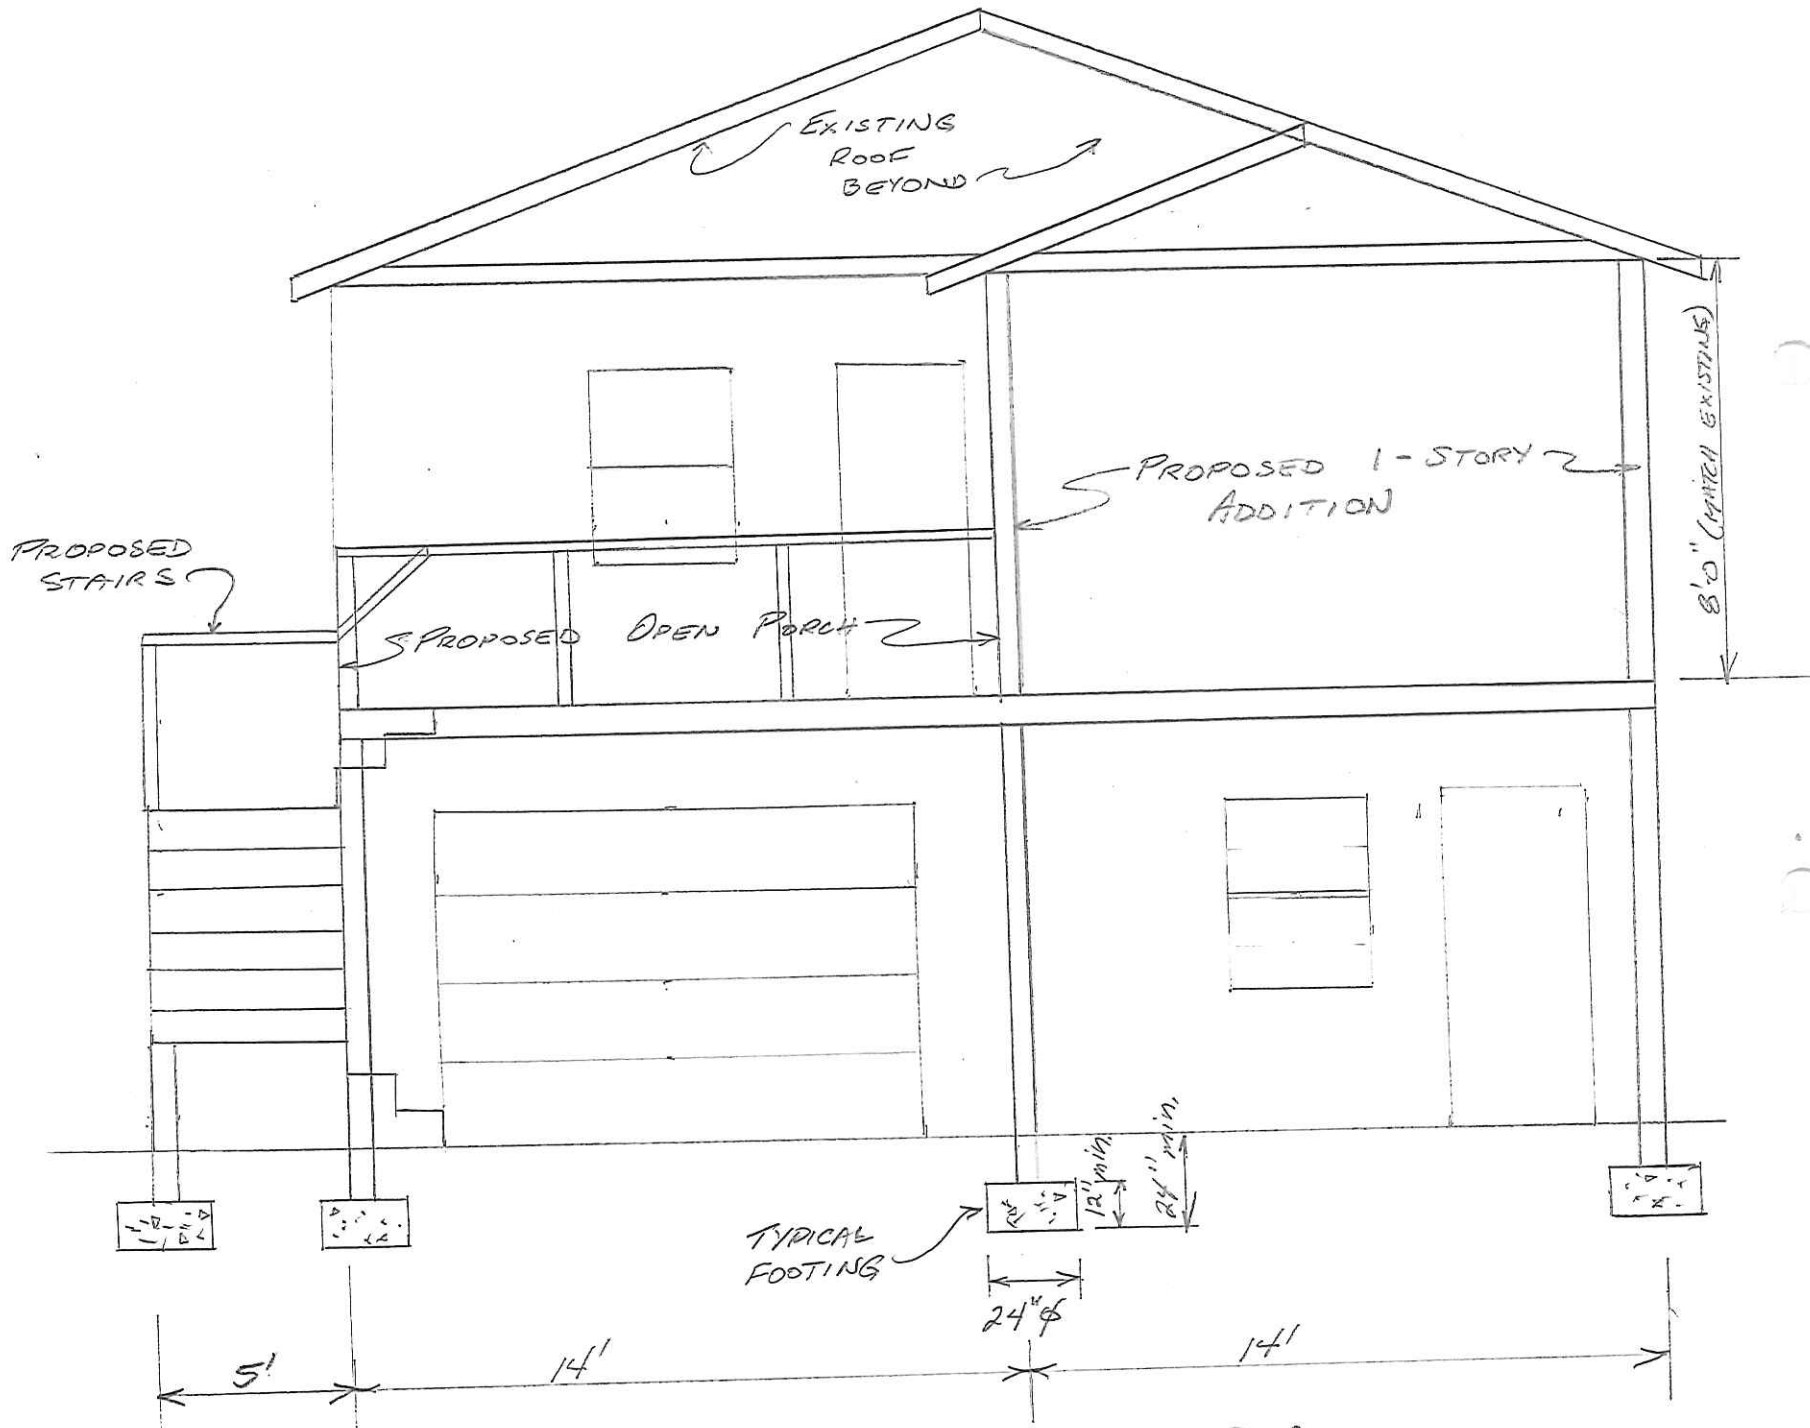 EXISTING
ROOF
BEYOND
8'0" (MATCH EXISTING)
PROPOSED 1-STORY
ADDITION
PROPOSED
STAIRS
PROPOSED OPEN PORCH
12" min.
24" min.
TYPICAL
FOOTING
24"ø
5'
14'
14'